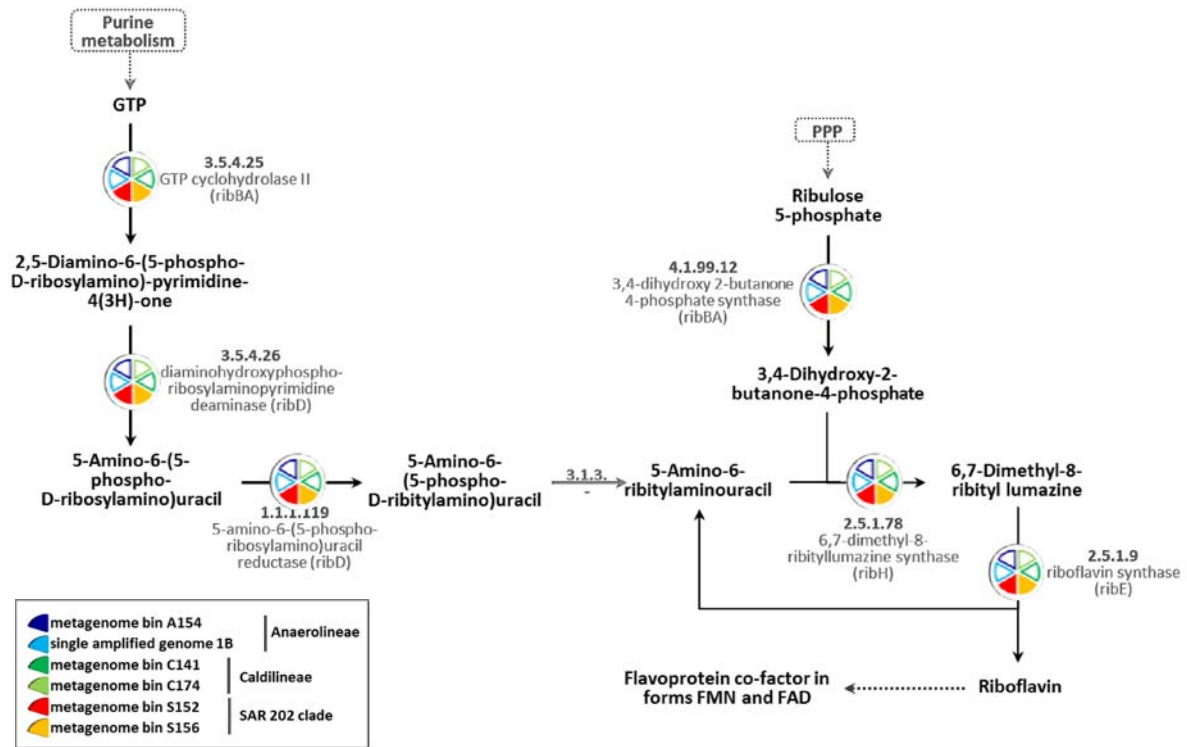 Purine
metabolism
GTP
3.5.4.25
GTP cyclohydrolase II
(ribBA)
2,5-Diamino-6-(5-phospho-
D-ribosylamino)-pyrimidine-
4(3H)-one
3.5.4.26
diaminohydroxyphospho-
ribosylaminopyrimidine
deaminase (ribD)
5-Amino-6-(5-
phospho-
D-ribosylamino)uracil
1.1.1.119
5-amino-6-(5-phospho-
ribosylamino)uracil
reductase (ribD)
5-Amino-6-
(5-phospho-
D-ribitylamino)uracil
3.1.3.
-
5-Amino-6-
ribitylaminouracil
PPP
Ribulose
5-phosphate
4.1.99.12
3,4-dihydroxy 2-butanone
4-phosphate synthase
(ribBA)
3,4-Dihydroxy-2-
butanone-4-phosphate
2.5.1.78
6,7-dimethyl-8-
ribityllumazine synthase
(ribH)
6,7-Dimethyl-8-
ribityl lumazine
2.5.1.9
riboflavin synthase
(ribE)
Riboflavin
Flavoprotein co-factor in
forms FMN and FAD
metagenome bin A154
single amplified genome 1B
Anaerolineae
metagenome bin C141
metagenome bin C174
Caldilineae
metagenome bin S152
metagenome bin S156
SAR 202 clade